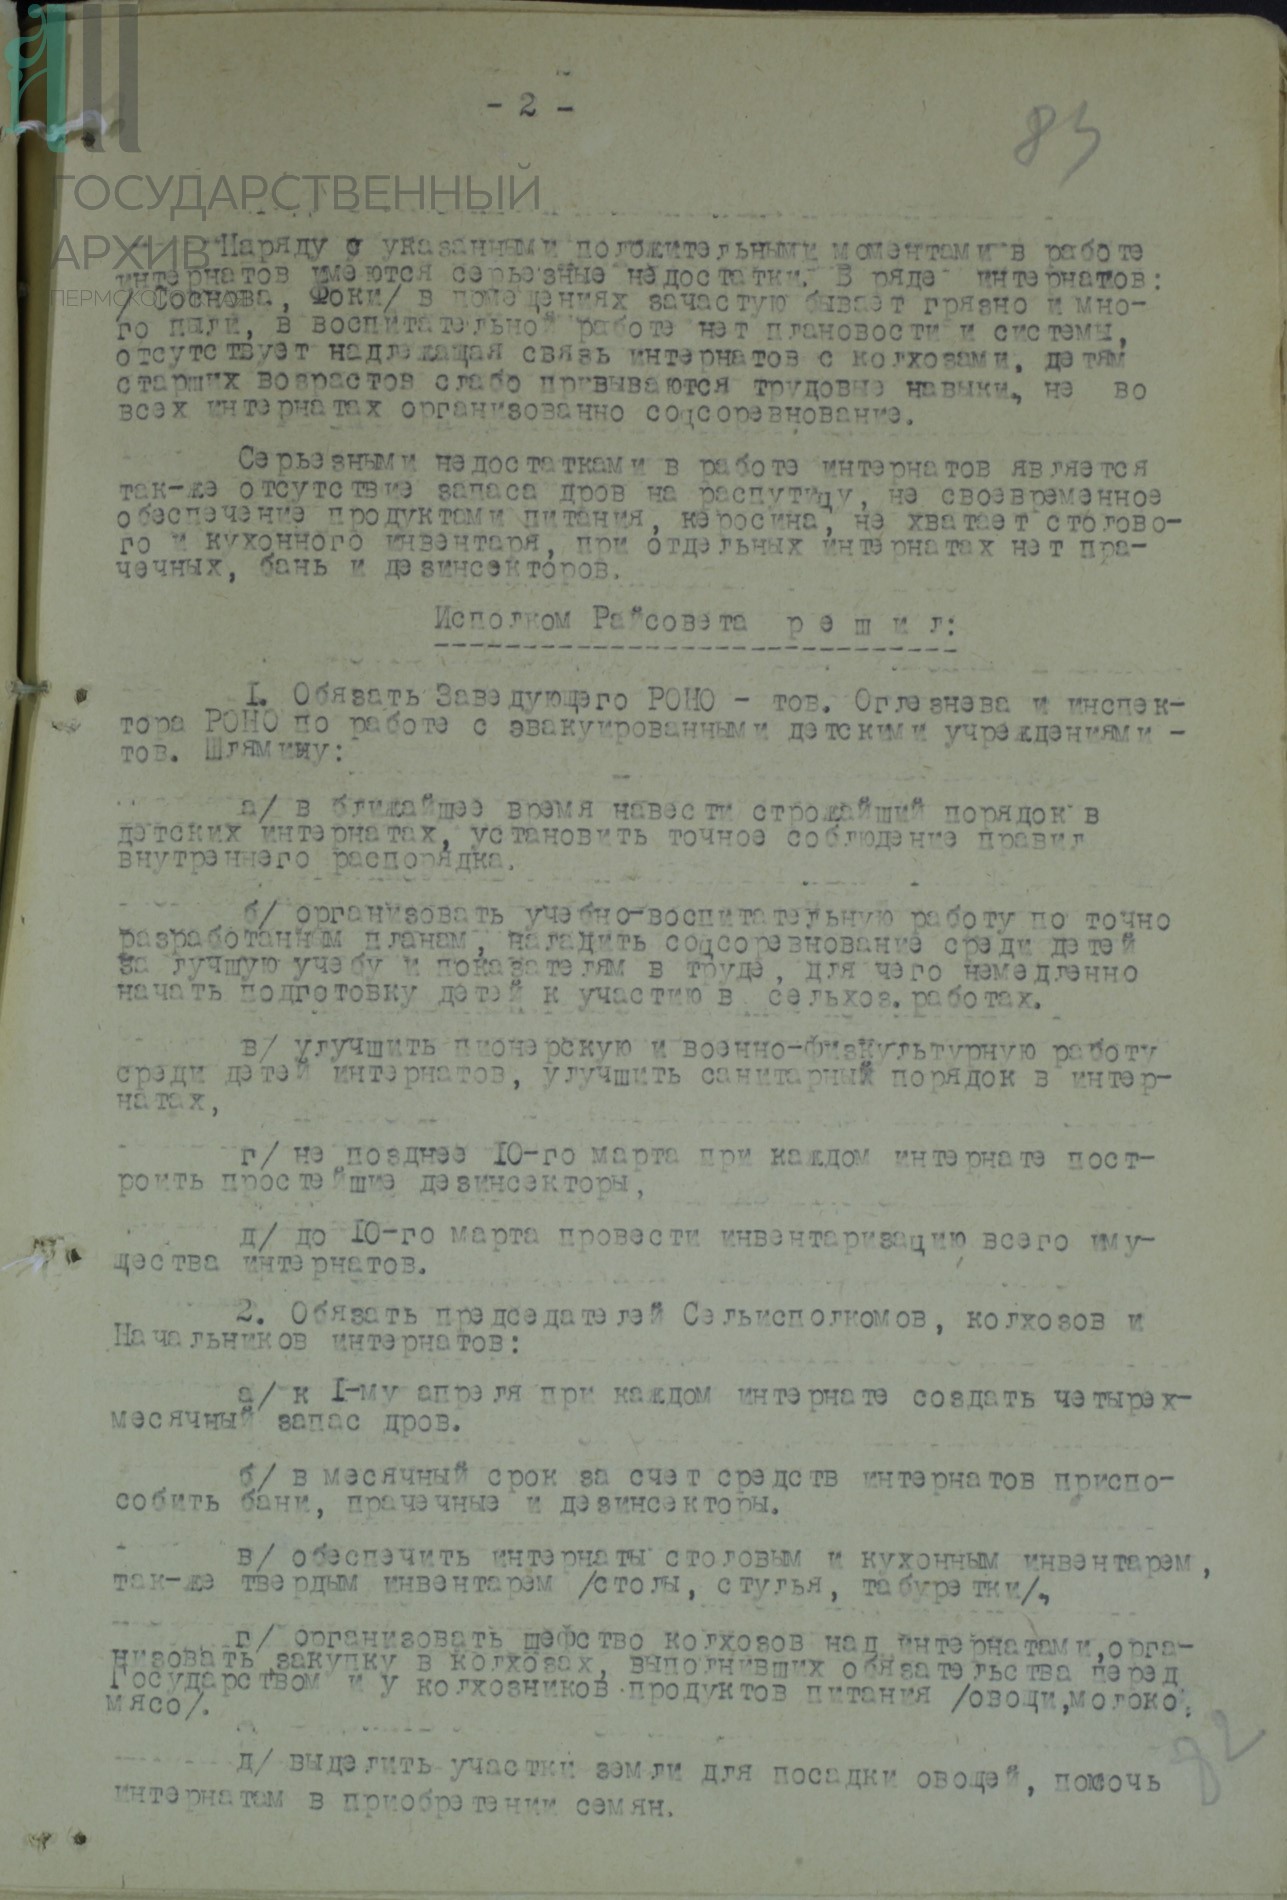 - 2 -
83
ГОСУДАРСТВЕННЫЙ
АРХИВ
ПЕРМСКО
Наряду с указанными положительными моментами в работе
интернатов имеются серьезные недостатки. В ряде интернатов:
/Соснова, Фоки/ в помещениях зачастую бывает грязно и мно-
го пыли, в воспитательной работе нет плановости и системы,
отсутствует надлежащая связь интернатов с колхозами, детям
старших возрастов слабо привываются трудовые навыки, не во
всех интернатах организованно соцсоревнование.
Серьезными недостатками в работе интернатов является
так-же отсутствие запаса дров на распутицу, не своевременное
обеспечение продуктами питания, керосина, не хватает столово-
го и кухонного инвентаря, при отдельных интернатах нет пра-
чечных, бань и дезинсекторов.
Исполком Райсовета р е ш и л:
1. Обязать Заведующего РОНО - тов. Оглезнева и инспек-
тора РОНО по работе с эвакуированными детскими учреждениями -
тов. Шлямину:
а/ в ближайшее время навести строжайший порядок в
детских интернатах, установить точное соблюдение правил
внутреннего распорядка.
б/ организовать учебно-воспитательную работу по точно
разработанным планам, наладить соцсоревнование среди детей
за лучшую учебу и показателям в труде, для чего немедленно
начать подготовку детей к участию в сельхоз. работах.
в/ улучшить пионерскую и военно-физкультурную работу
среди детей интернатов, улучшить санитарный порядок в интер-
натах,
г/ не позднее 10-го марта при каждом интернате пост-
роить простейшие дезинсекторы,
д/ до 10-го марта провести инвентаризацию всего иму-
щества интернатов.
2. Обязать председателей Сельисполкомов, колхозов и
Начальников интернатов:
а/ к 1-му апреля при каждом интернате создать четырех-
месячный запас дров.
б/ в месячный срок за счет средств интернатов приспо-
собить бани, прачечные и дезинсекторы.
в/ обеспечить интернаты столовым и кухонным инвентарем,
так-же твердым инвентарем /столы, стулья, табуретки/.,
г/ организовать шефство колхозов над интернатами,орга-
низовать закупку в колхозах, выполнивших обязательства перед
Государством и у колхозников продуктов питания /овощи,молоко,
мясо/.
82
д/ выделить участки земли для посадки овощей, помочь
интернатам в приобретении семян.